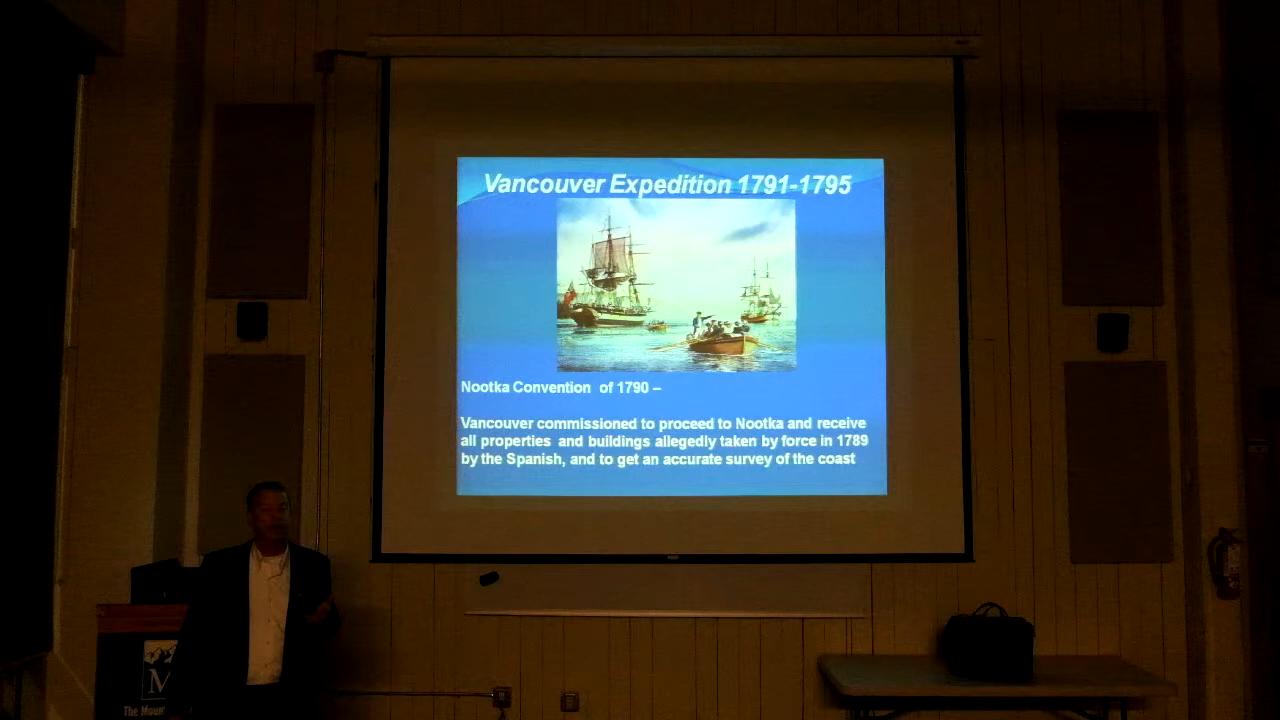 Vancouver Expedition 1791-1795
Nootka Convention of 1790 –
Vancouver commissioned to proceed to Nootka and receive
all properties and buildings allegedly taken by force in 1789
by the Spanish, and to get an accurate survey of the coast
M
The Moun